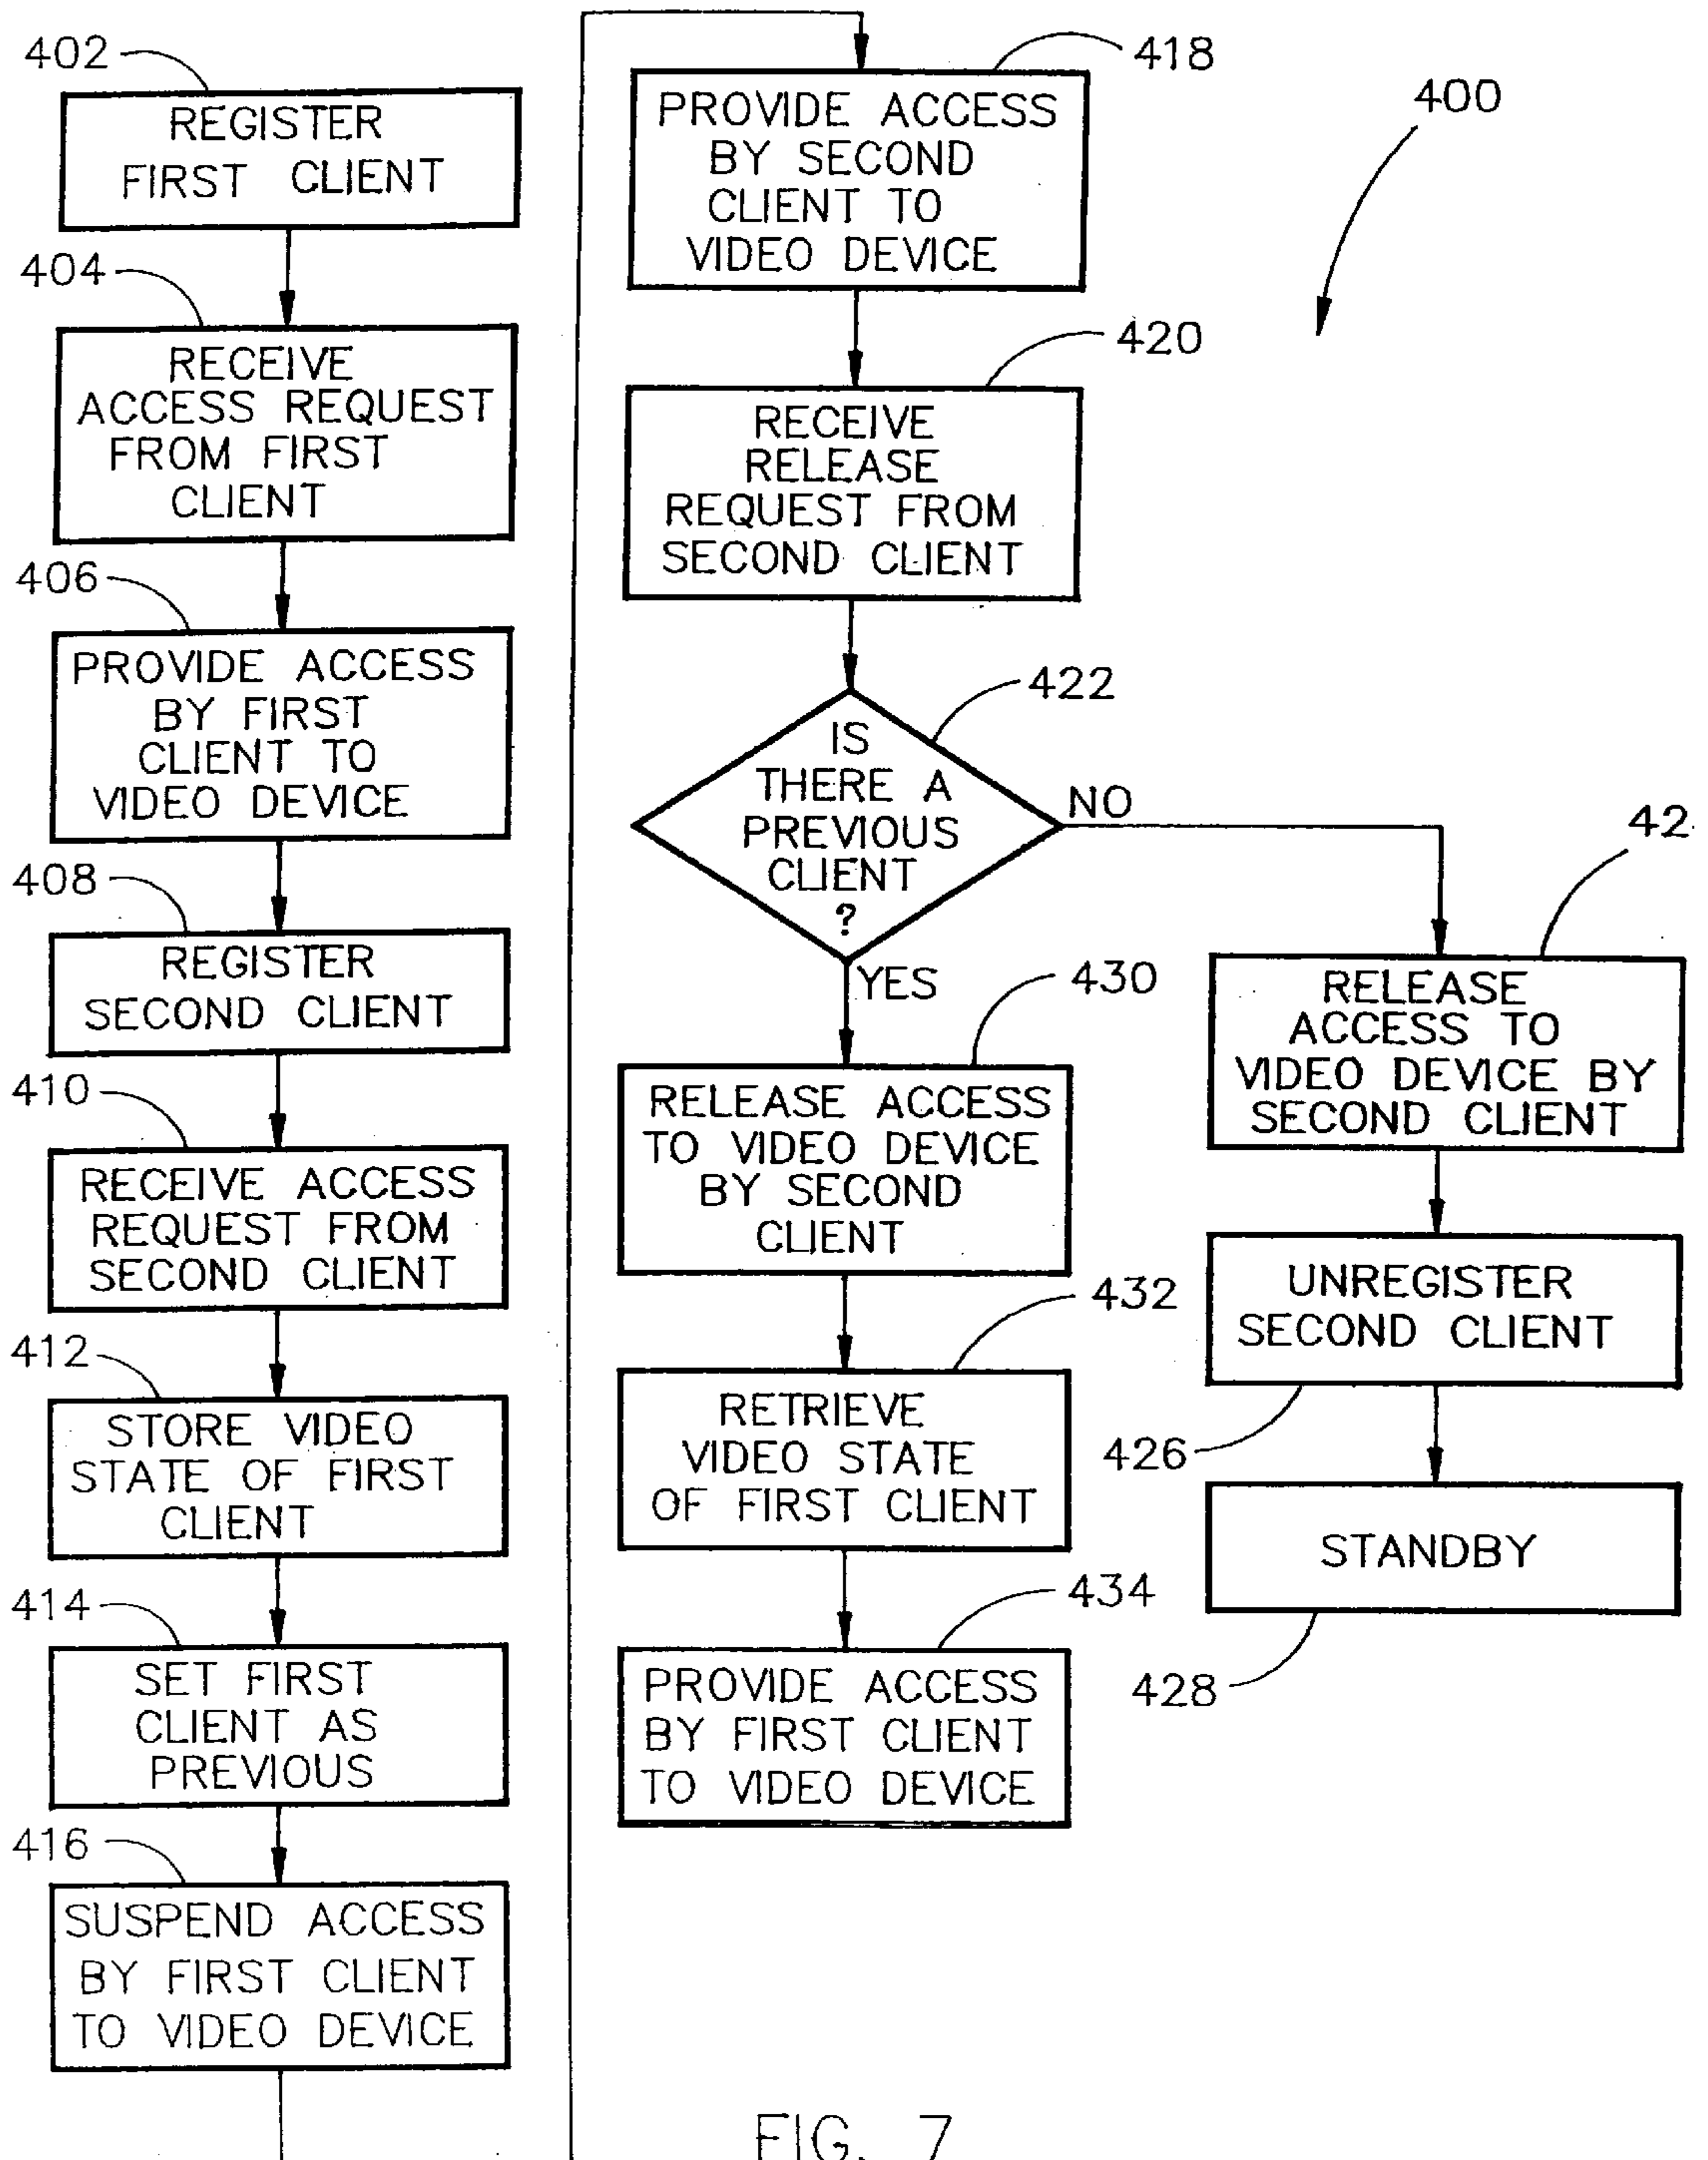 402
REGISTER
FIRST CLIENT
404
RECEIVE
ACCESS REQUEST
FROM FIRST
CLIENT
406
PROVIDE ACCESS
BY FIRST
CLIENT TO
VIDEO DEVICE
408
REGISTER
SECOND CLIENT
410
RECEIVE ACCESS
REQUEST FROM
SECOND CLIENT
412
STORE VIDEO
STATE OF FIRST
CLIENT
414
SET FIRST
CLIENT AS
PREVIOUS
416
SUSPEND ACCESS
BY FIRST CLIENT
TO VIDEO DEVICE
418
PROVIDE ACCESS
BY SECOND
CLIENT TO
VIDEO DEVICE
400
420
RECEIVE
RELEASE
REQUEST FROM
SECOND CLIENT
422
IS
THERE A
PREVIOUS
CLIENT
?
NO
YES
430
RELEASE ACCESS
TO VIDEO DEVICE
BY SECOND
CLIENT
432
RETRIEVE
VIDEO STATE
OF FIRST CLIENT
434
PROVIDE ACCESS
BY FIRST CLIENT
TO VIDEO DEVICE
RELEASE
ACCESS TO
VIDEO DEVICE BY
SECOND CLIENT
UNREGISTER
SECOND CLIENT
426
STANDBY
428
FIG. 7